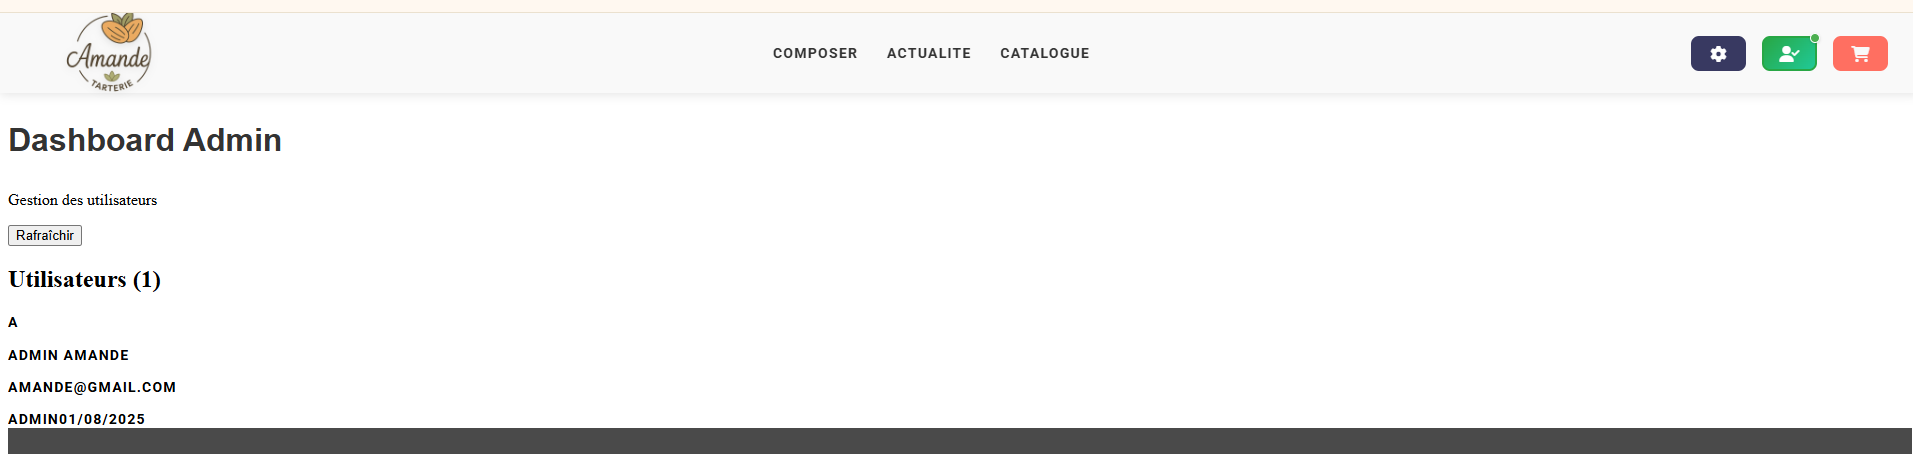 Amande
TARTERIE
COMPOSER ACTUALITE CATALOGUE
Dashboard Admin
Gestion des utilisateurs
Rafraîchir
Utilisateurs (1)
A
ADMIN AMANDE
AMANDE@GMAIL.COM
ADMIN01/08/2025